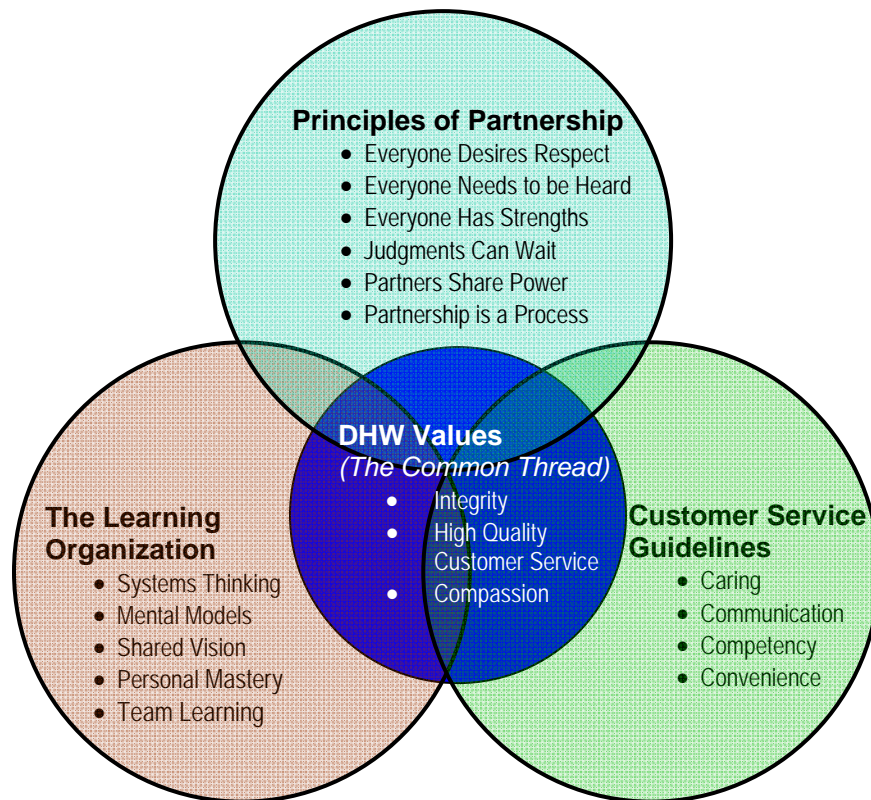 Principles of Partnership
• Everyone Desires Respect
• Everyone Needs to be Heard
• Everyone Has Strengths
• Judgments Can Wait
• Partners Share Power
• Partnership is a Process
DHW Values
(The Common Thread)
• Integrity
• High Quality
Customer Service
• Compassion
The Learning
Organization
• Systems Thinking
• Mental Models
• Shared Vision
• Personal Mastery
• Team Learning
Customer Service
Guidelines
• Caring
• Communication
• Competency
• Convenience